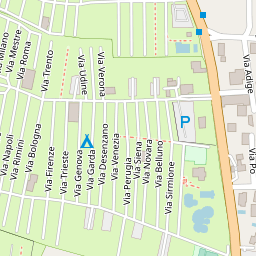 Via Milano
Via Mestre
Via Roma
Via Trento
Via Udine
Via Verona
Via Adige
P
Via Napoli
Via Rimini
Via Bologna
Via Firenze
Via Trieste
Via Genova
Via Garda
Via Desenzano
Via Venezia
Via Perugia
Via Siena
Via Novara
Via Belluno
Via Sirmione
Via Po